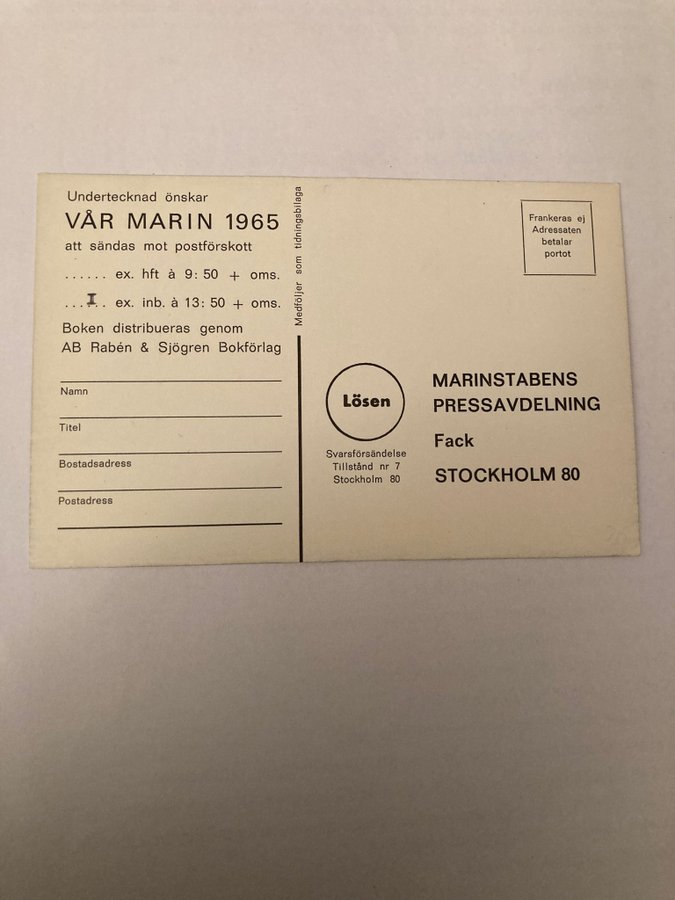 Undertecknad önskar
VÅR MARIN 1965
att sändas mot postförskott
...... ex. hft à 9:50 + oms.
...I.. ex. inb. à 13:50 + oms.
Boken distribueras genom
AB Rabén & Sjögren Bokförlag
Namn
Titel
Bostadsadress
Postadress
Medföljer som tidningsbilaga
Frankeras ej
Adressaten
betalar
portot
Lösen
Svarsförsändelse
Tillstånd nr 7
Stockholm 80
MARINSTABENS
PRESSAVDELNING
Fack
STOCKHOLM 80